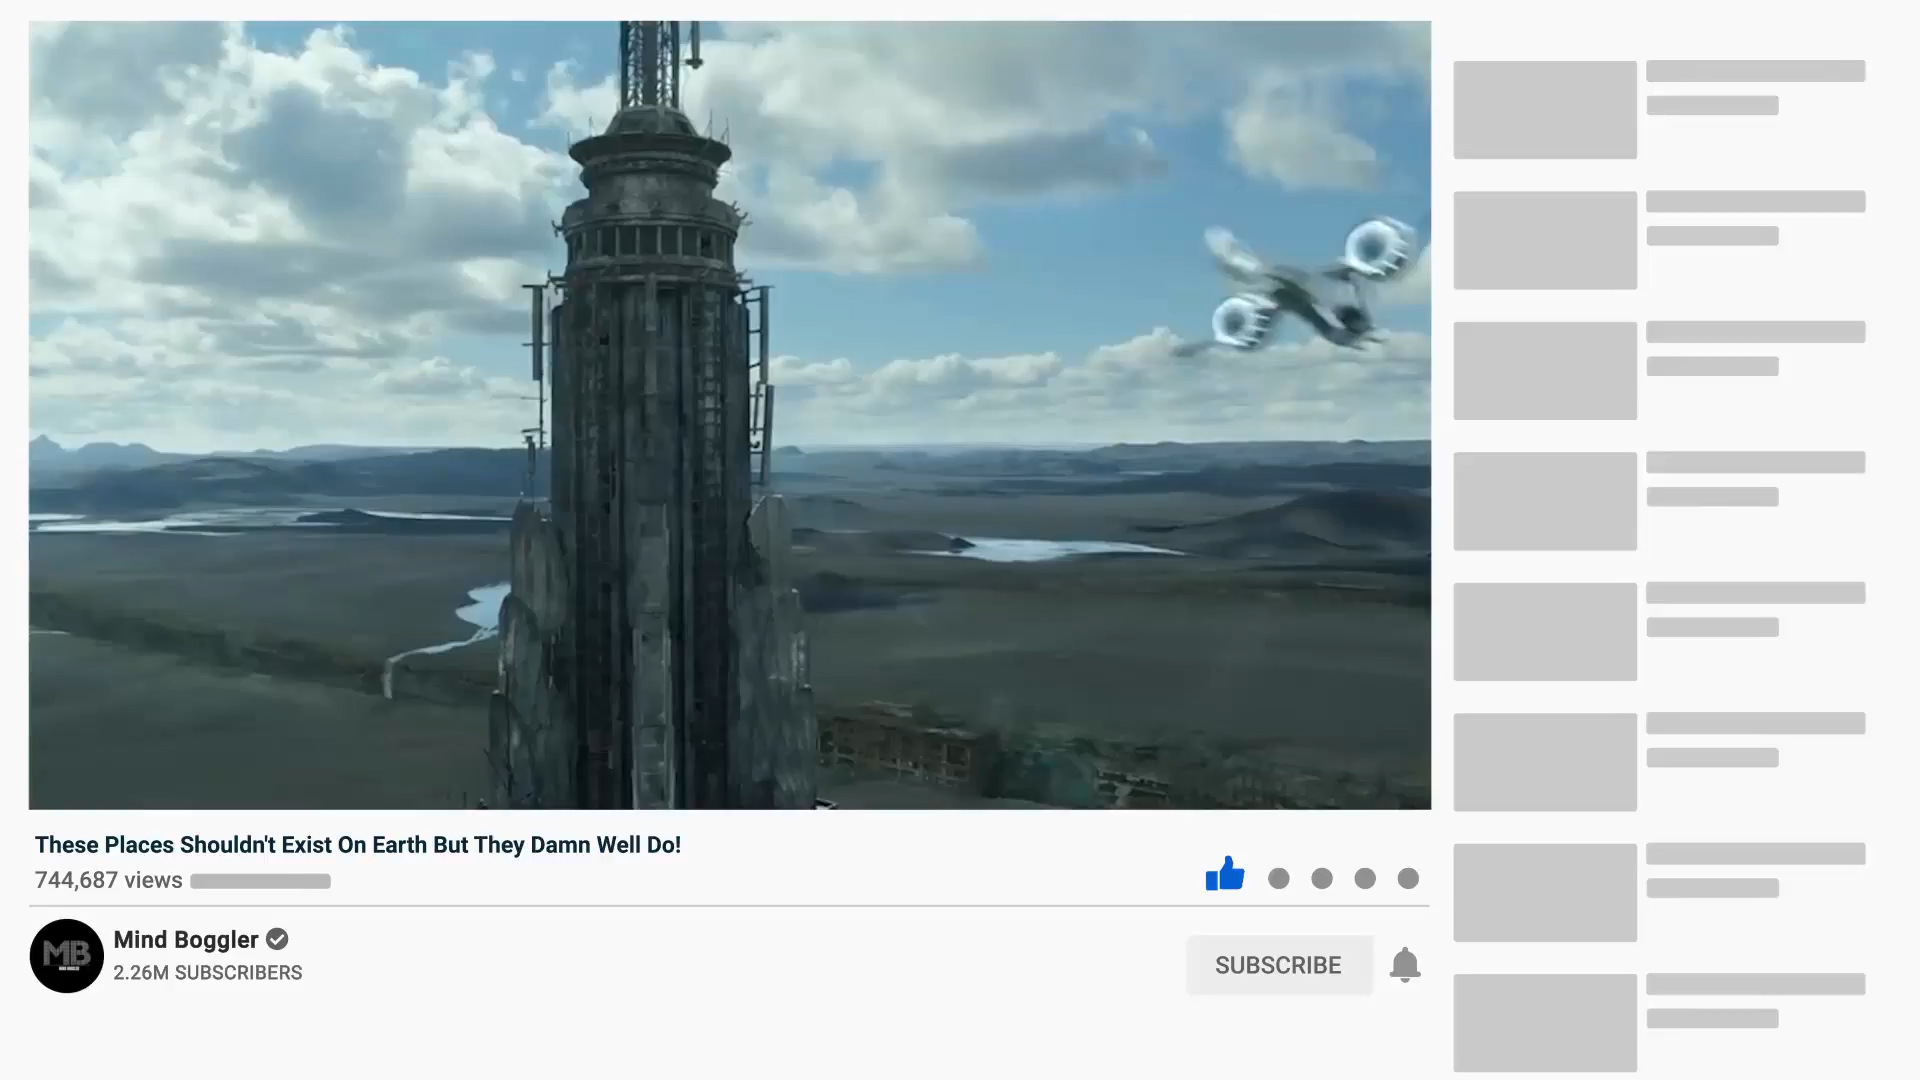 These Places Shouldn't Exist On Earth But They Damn Well Do!
744,687 views
MB
Mind Boggler
2.26M SUBSCRIBERS
SUBSCRIBE